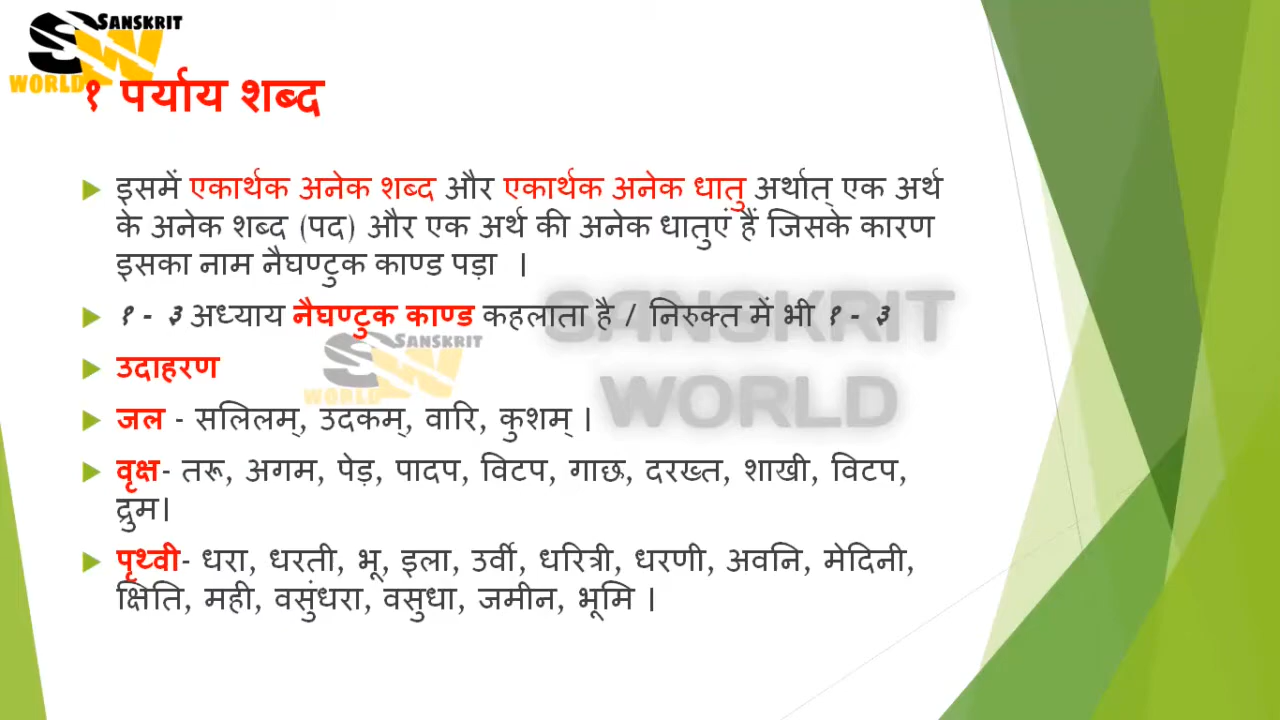 SANSKRIT
WORLD
१ पर्याय शब्द
इसमें एकार्थक अनेक शब्द और एकार्थक अनेक धातु अर्थात् एक अर्थ
के अनेक शब्द (पद) और एक अर्थ की अनेक धातुएं हैं जिसके कारण
इसका नाम नैघण्टुक काण्ड पड़ा ।
१ - ३ अध्याय नैघण्टुक काण्ड कहलाता है / निरुक्त में भी १ - ३
SANSKRIT
WORLD
SANSKRIT
WORLD
उदाहरण
जल - सलिलम्, उदकम्, वारि, कुशम् ।
वृक्ष- तरू, अगम, पेड़, पादप, विटप, गाछ, दरख्त, शाखी, विटप,
द्रुम।
पृथ्वी- धरा, धरती, भू, इला, उर्वी, धरित्री, धरणी, अवनि, मेदिनी,
क्षिति, मही, वसुंधरा, वसुधा, जमीन, भूमि ।